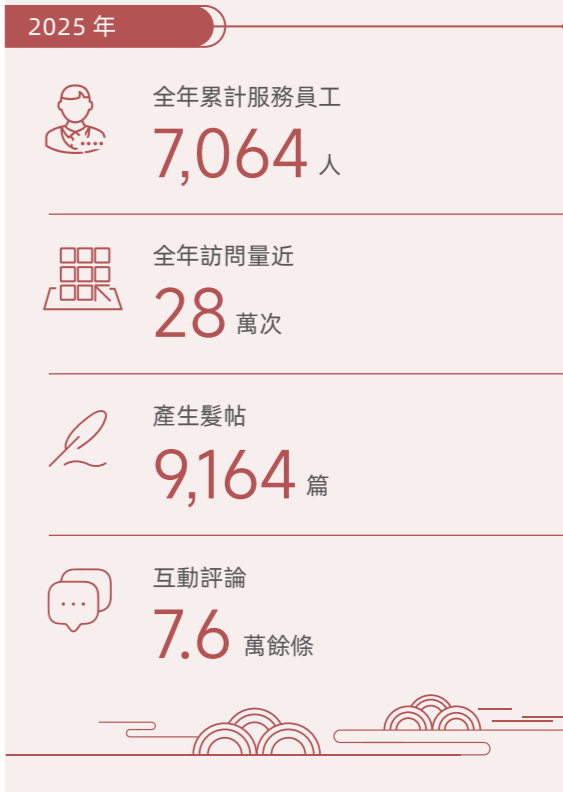 2025 年
全年累計服務員工
7,064 人
全年訪問量近
28 萬次
產生髮帖
9,164 篇
互動評論
7.6 萬餘條